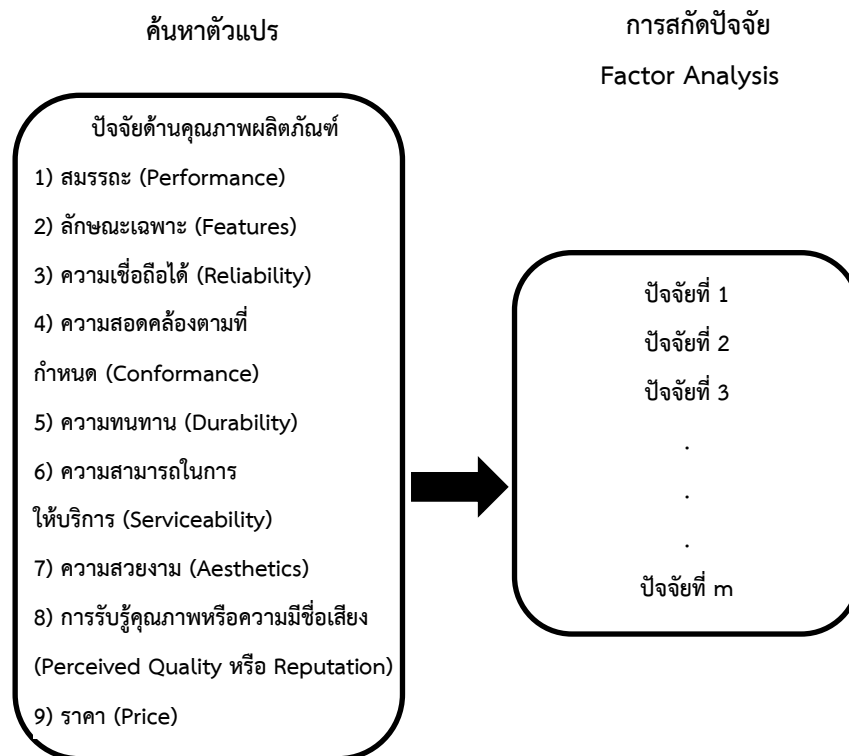 ค้นหาตัวแปร
ปัจจัยด้านคุณภาพผลิตภัณฑ์
1) สมรรถะ (Performance)
2) ลักษณะเฉพาะ (Features)
3) ความเชื่อถือได้ (Reliability)
4) ความสอดคล้องตามที่
กำหนด (Conformance)
5) ความทนทาน (Durability)
6) ความสามารถในการ
ให้บริการ (Serviceability)
7) ความสวยงาม (Aesthetics)
8) การรับรู้คุณภาพหรือความมีชื่อเสียง
(Perceived Quality หรือ Reputation)
9) ราคา (Price)
การสกัดปัจจัย
Factor Analysis
ปัจจัยที่ 1
ปัจจัยที่ 2
ปัจจัยที่ 3
.
.
.
ปัจจัยที่ m